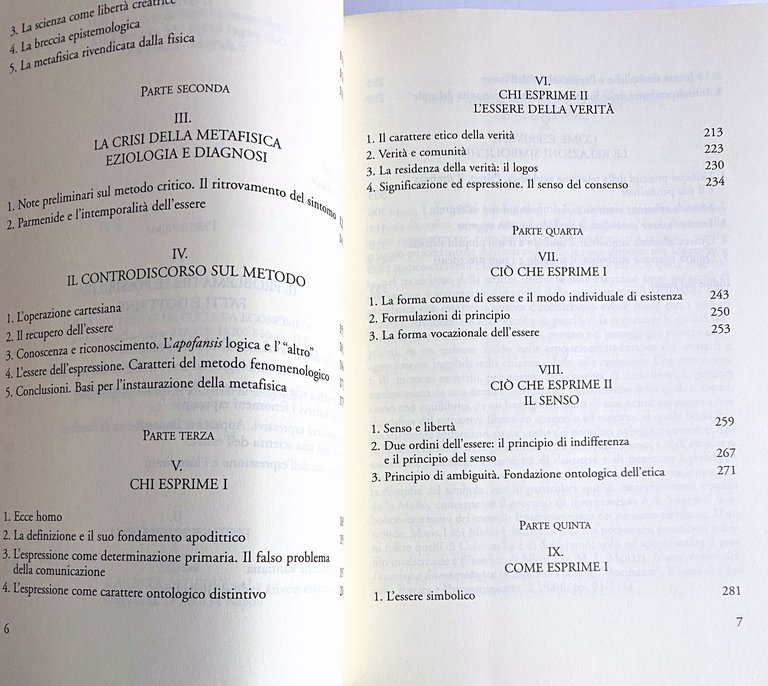 3. La scienza come libertà creatrice
4. La breccia epistemologica
5. La metafisica rivendicata dalla fisica
PARTE SECONDA
III.
LA CRISI DELLA METAFISICA
EZIOLOGIA E DIAGNOSI
1. Note preliminari sul metodo critico. Il ritrovamento del sintomo
2. Parmenide e l'intemporalità dell'essere
IV.
IL CONTRODISCORSO SUL METODO
1. L'operazione cartesiana
2. Il recupero dell'essere
3. Conoscenza e riconoscimento. L'apofansis logica e l'"altro"
4. L'essere dell'espressione. Caratteri del metodo fenomenologico
5. Conclusioni. Basi per l'instaurazione della metafisica
PARTE TERZA
V.
CHI ESPRIME I
1. Ecce homo
2. La definizione e il suo fondamento apodittico
3. L'espressione come determinazione primaria. Il falso problema
della comunicazione
4. L'espressione come carattere ontologico distintivo
6
VI.
CHI ESPRIME II
L'ESSERE DELLA VERITÀ
1. Il carattere etico della verità 213
2. Verità e comunità 223
3. La residenza della verità: il logos 230
4. Significazione ed espressione. Il senso del consenso 234
PARTE QUARTA
VII.
CIÒ CHE ESPRIME I
1. La forma comune di essere e il modo individuale di esistenza 243
2. Formulazioni di principio 250
3. La forma vocazionale dell'essere 253
VIII.
CIÒ CHE ESPRIME II
IL SENSO
1. Senso e libertà 259
2. Due ordini dell'essere: il principio di indifferenza
e il principio del senso 267
3. Principio di ambiguità. Fondazione ontologica dell'etica 271
PARTE QUINTA
IX.
COME ESPRIME I
1. L'essere simbolico 281
7